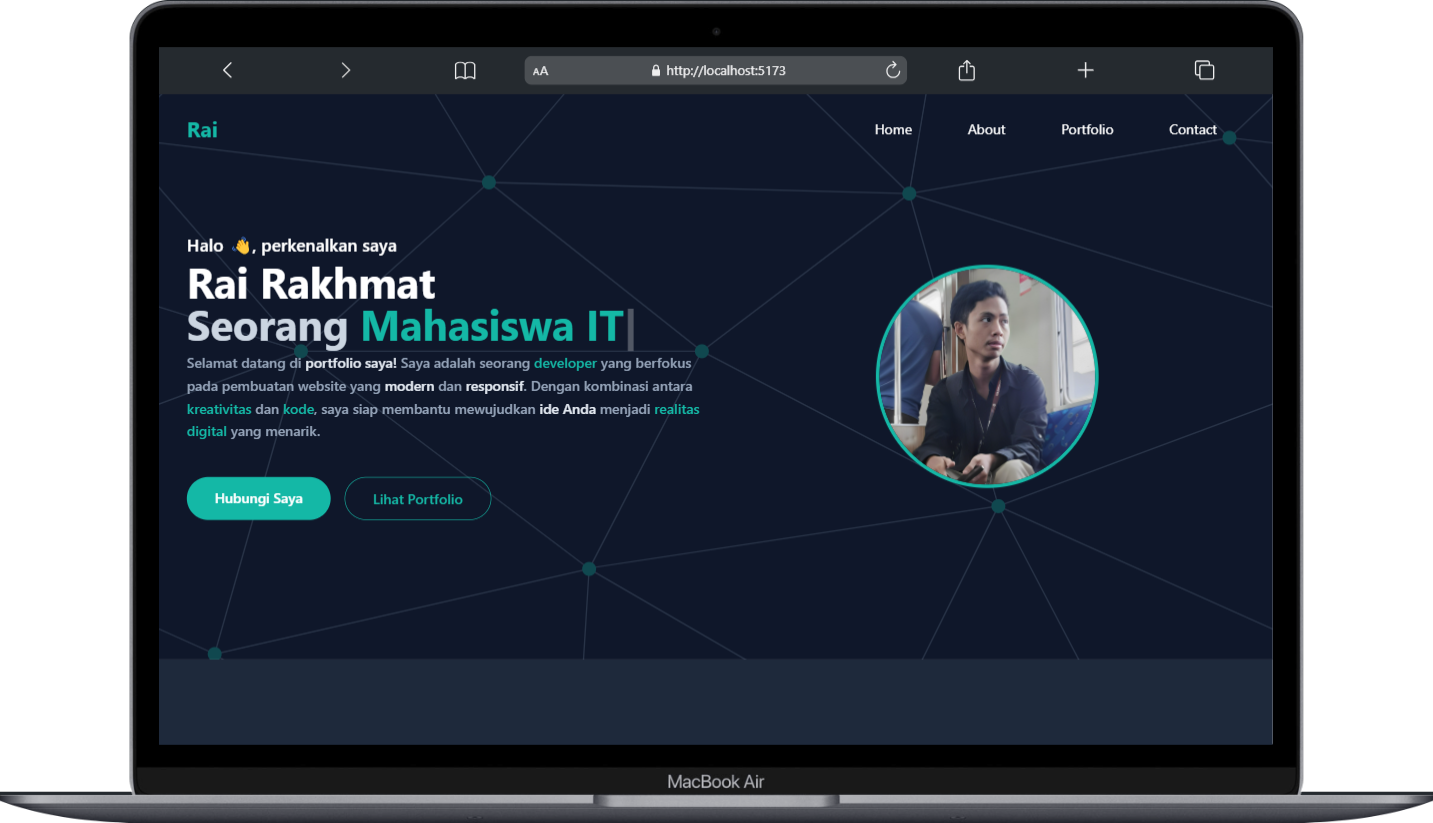 AA
http://localhost:5173
Rai
Home About Portfolio Contact
Halo 👋, perkenalkan saya
Rai Rakhmat
Seorang Mahasiswa IT|
Selamat datang di portfolio saya! Saya adalah seorang developer yang berfokus
pada pembuatan website yang modern dan responsif. Dengan kombinasi antara
kreativitas dan kode, saya siap membantu mewujudkan ide Anda menjadi realitas
digital yang menarik.
Hubungi Saya Lihat Portfolio
MacBook Air